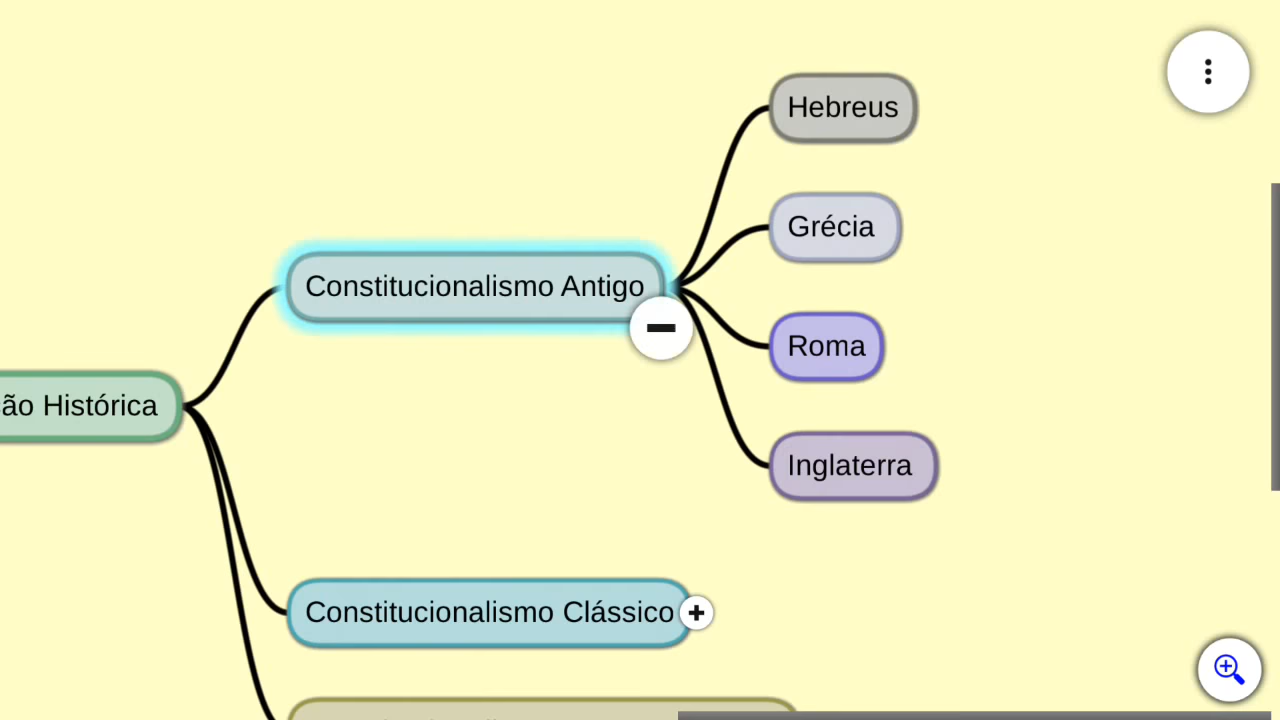 Hebreus
Grécia
Constitucionalismo Antigo
Roma
ão Histórica
Inglaterra
Constitucionalismo Clássico